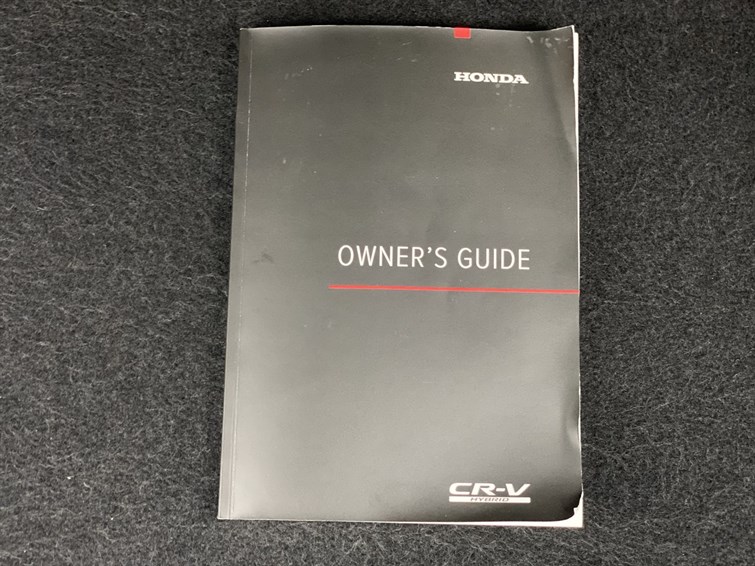 HONDA
OWNER'S GUIDE
CR-V
HYBRID